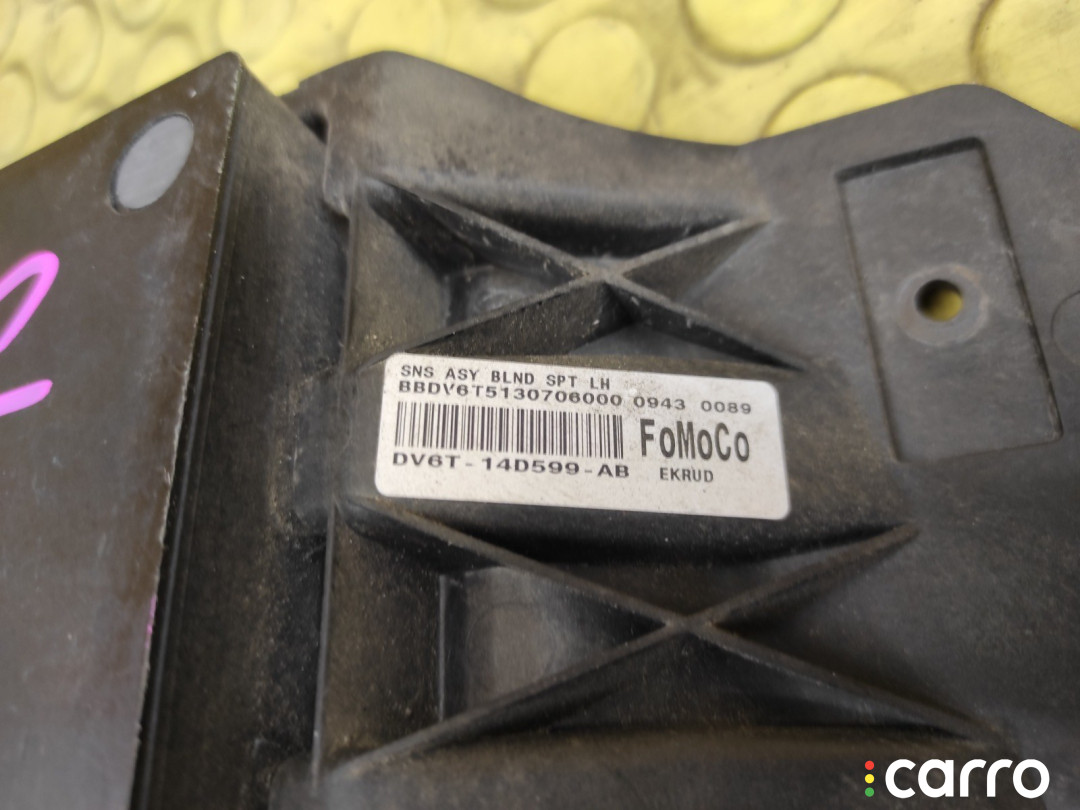 SNS ASY BLND SPT LH
BBDV6T5130706000 0943 0089
FoMoCo
DV6T-14D599-AB EKRUD
carro